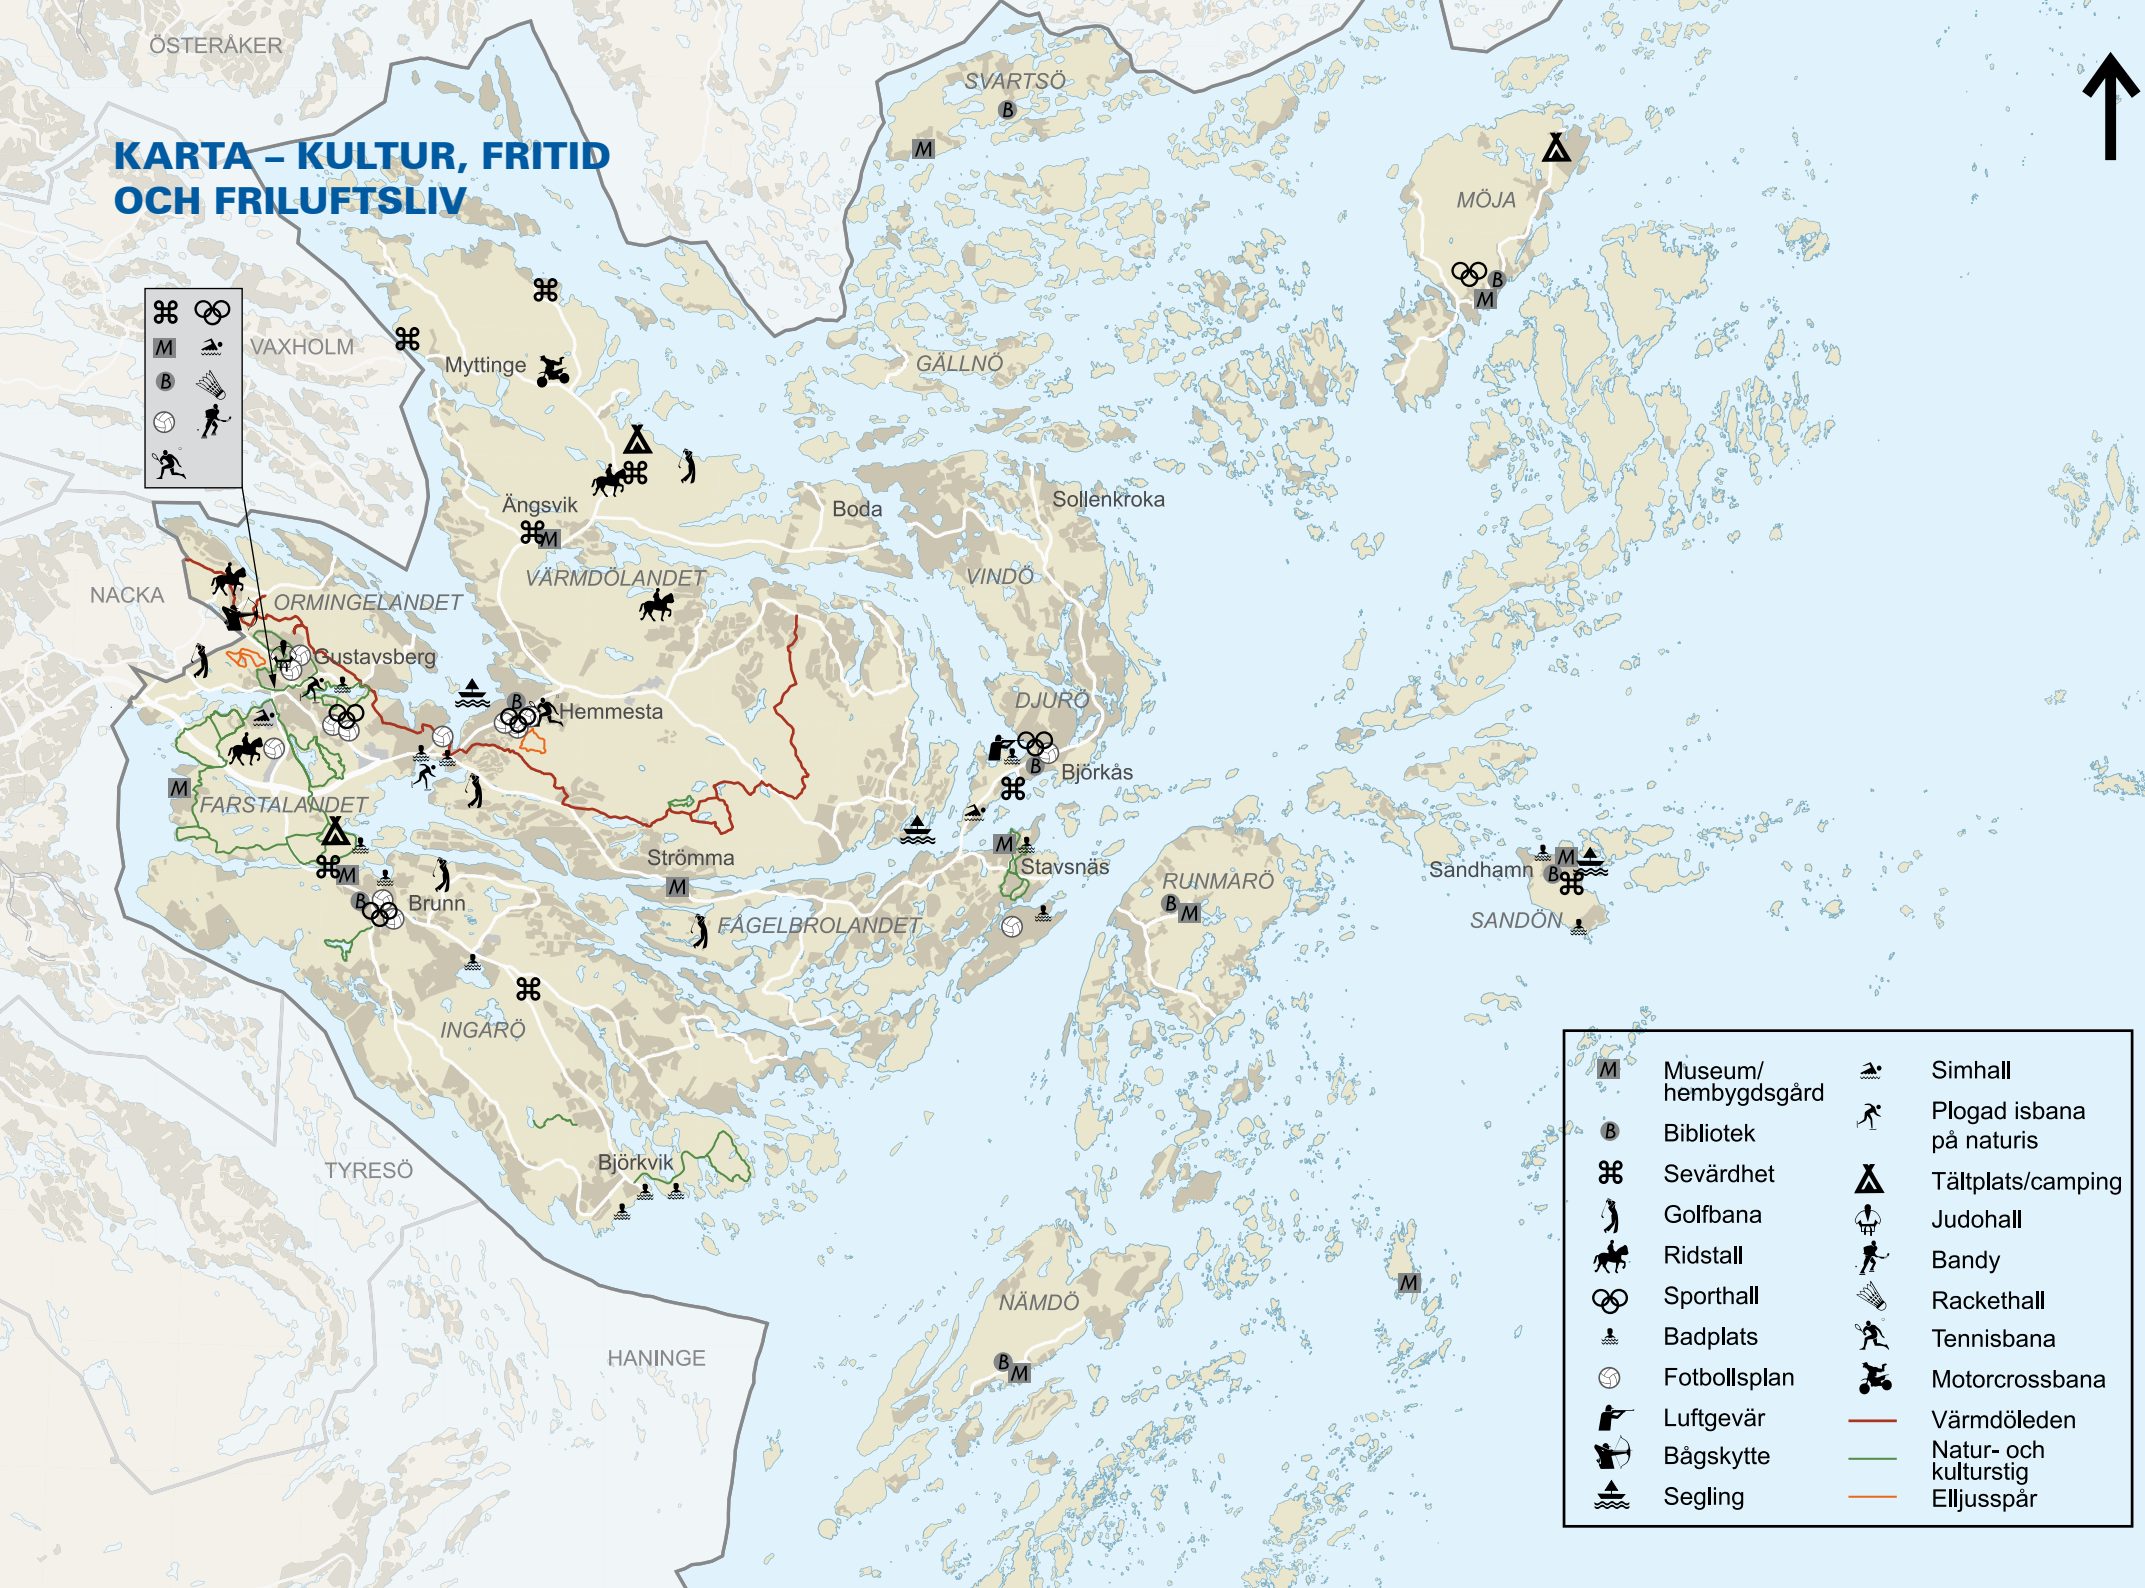 ÖSTERÅKER
KARTA – KULTUR, FRITID
OCH FRILUFTSLIV
SVARTSÖ
B
M
MÖJA
B
M
M
B
VAXHOLM
Myttinge
GÄLLNÖ
Ängsvik
M
Boda
Sollenkroka
NACKA
ORMINGELANDET
VÄRMDÖLANDET
VINDÖ
Gustavsberg
B
Hemmesta
DJURÖ
B
Björkås
M
FARSTALANDET
M
B
Brunn
Strömma
M
M
Stavsnäs
FÅGELBROLANDET
RUNMARÖ
B
M
Sandhamn
M
B
SANDÖN
INGARÖ
TYRESÖ
Björkvik
HANINGE
NÄMDÖ
B
M
M
M
Museum/
hembygdsgård
B
Bibliotek
Sevärdhet
Golfbana
Ridstall
Sporthall
Badplats
Fotbollsplan
Luftgevär
Bågskytte
Segling
Simhall
Plogad isbana
på naturis
Tältplats/camping
Judohall
Bandy
Rackethall
Tennisbana
Motorcrossbana
Värmdöleden
Natur- och
kulturstig
Elljusspår